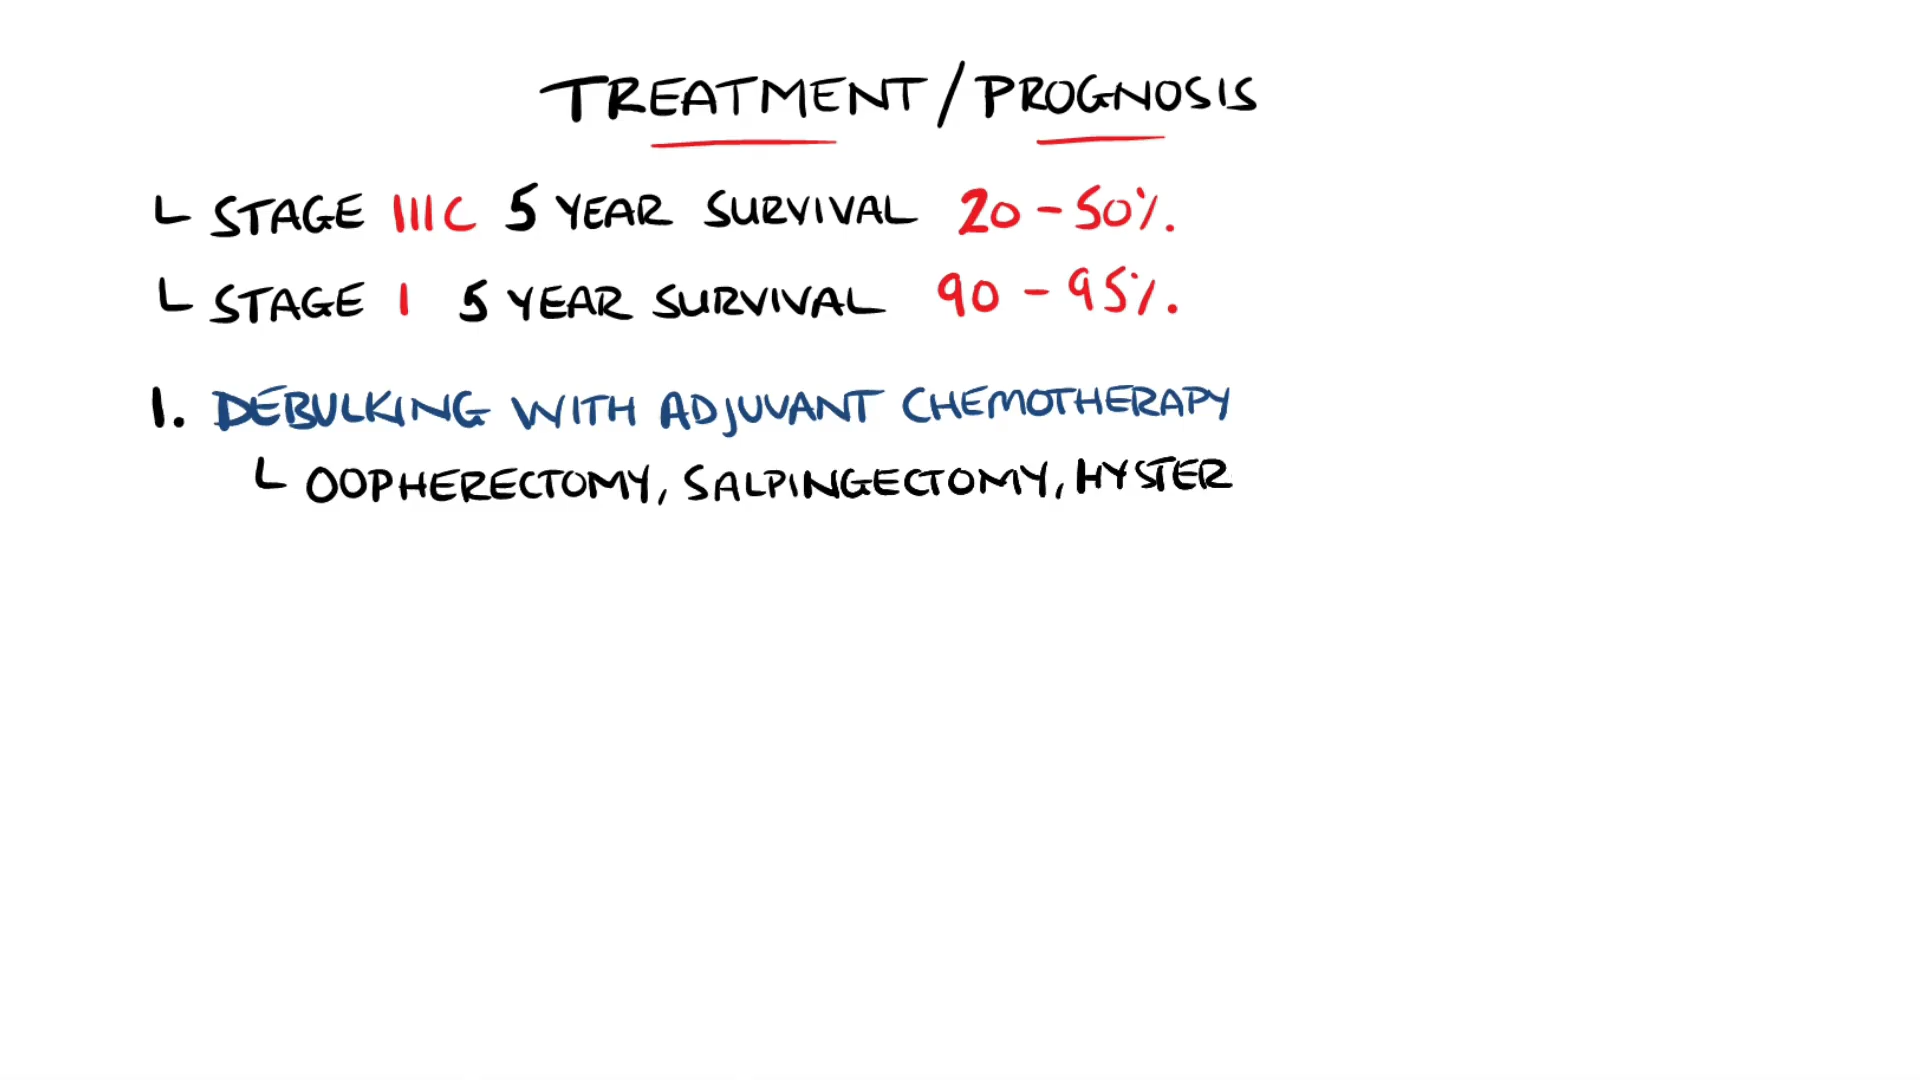 TREATMENT/PROGNOSIS
STAGE IIIC 5 YEAR SURVIVAL 20-50%.
STAGE I 5 YEAR SURVIVAL 90-95%.
1. DEBULKING WITH ADJUVANT CHEMOTHERAPY
OOPHERECTOMY, SALPINGECTOMY, HYSTER